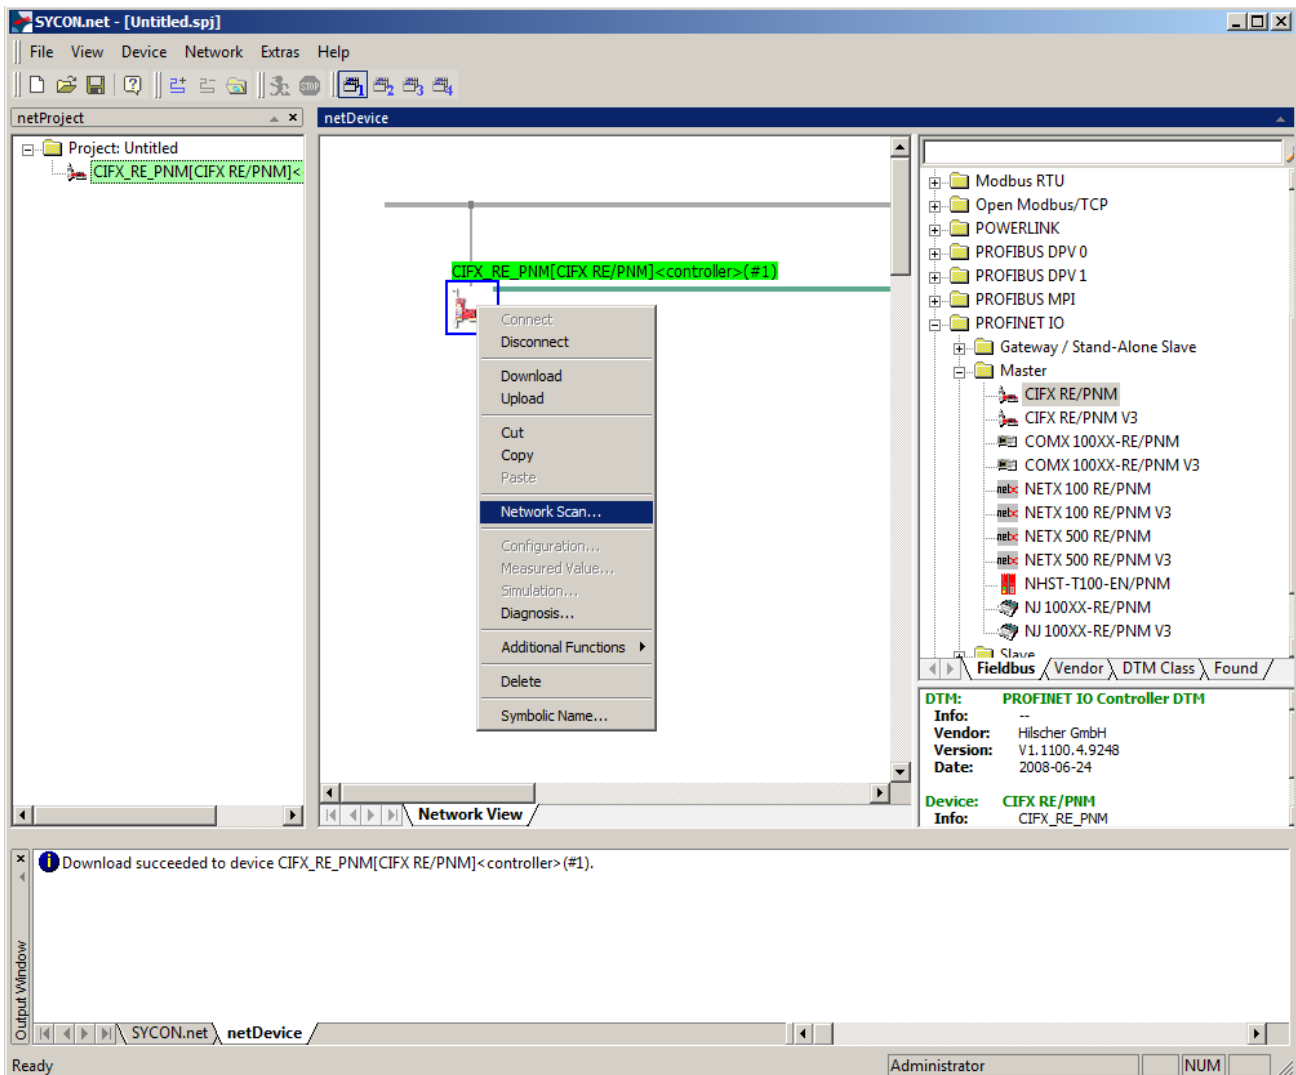 SYCON.net - [Untitled.spj]
File View Device Network Extras Help
netProject
Project: Untitled
CIFX_RE_PNM[CIFX RE/PNM]<
netDevice
CIFX_RE_PNM[CIFX RE/PNM]<controller>(#1)
Connect
Disconnect
Download
Upload
Cut
Copy
Paste
Network Scan...
Configuration...
Measured Value...
Simulation...
Diagnosis...
Additional Functions
Delete
Symbolic Name...
Network View
Modbus RTU
Open Modbus/TCP
POWERLINK
PROFIBUS DPV0
PROFIBUS DPV1
PROFIBUS MPI
PROFINET IO
Gateway / Stand-Alone Slave
Master
CIFX RE/PNM
CIFX RE/PNM V3
COMX 100XX-RE/PNM
COMX 100XX-RE/PNM V3
netX NETX 100 RE/PNM
netX NETX 100 RE/PNM V3
netX NETX 500 RE/PNM
netX NETX 500 RE/PNM V3
NHST-T100-EN/PNM
NJ 100XX-RE/PNM
NJ 100XX-RE/PNM V3
Slave
Fieldbus Vendor DTM Class Found
DTM: PROFINET IO Controller DTM
Info: --
Vendor: Hilscher GmbH
Version: V1.1100.4.9248
Date: 2008-06-24
Device: CIFX RE/PNM
Info: CIFX_RE_PNM
Download succeeded to device CIFX_RE_PNM[CIFX RE/PNM]<controller>(#1).
Output Window
SYCON.net netDevice
Ready Administrator NUM